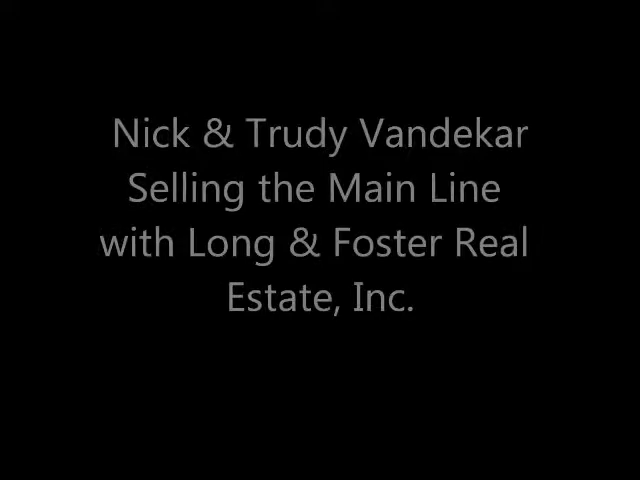 Nick & Trudy Vandekar
Selling the Main Line
with Long & Foster Real
Estate, Inc.